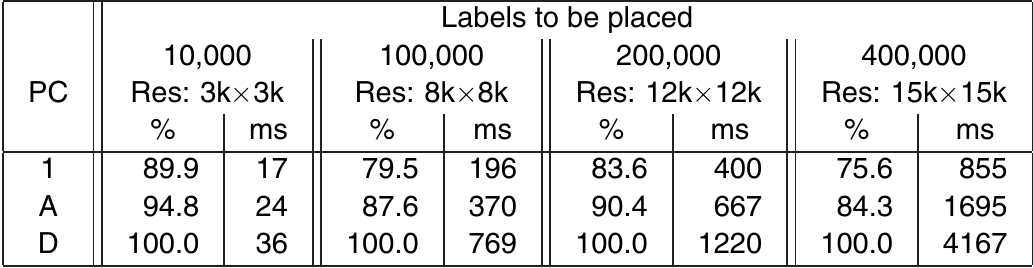 Labels to be placed
10,000 100,000 200,000 400,000
PC Res: 3k×3k Res: 8k×8k Res: 12k×12k Res: 15k×15k
% ms % ms % ms % ms
1 89.9 17 79.5 196 83.6 400 75.6 855
A 94.8 24 87.6 370 90.4 667 84.3 1695
D 100.0 36 100.0 769 100.0 1220 100.0 4167